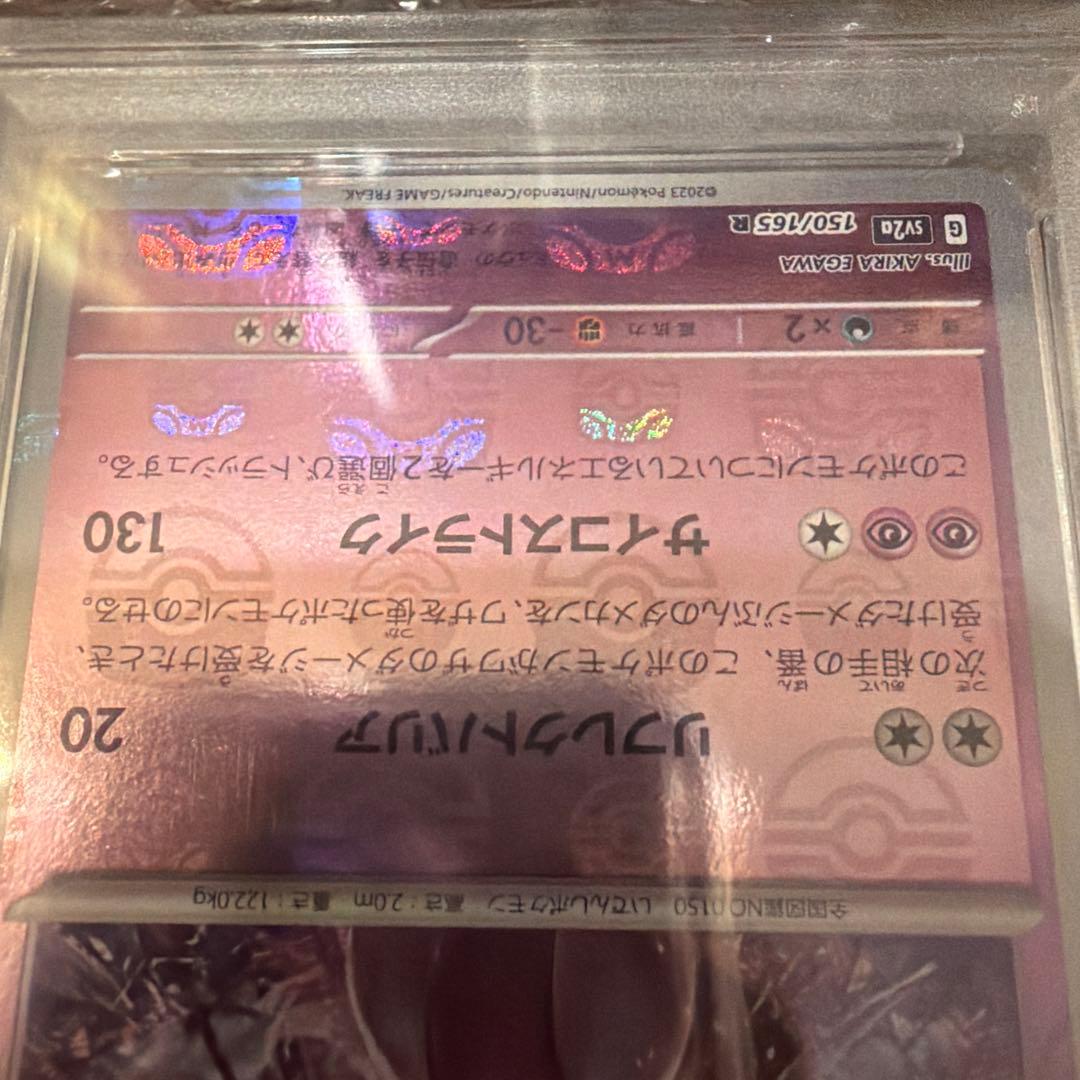 全国図鑑NO.0150 いでんしポケモン 高さ:2.0m 重さ:122.0kg
リフレクトバリア 20
次の相手の番、このポケモンがワザのダメージを受けたとき、
受けたダメージぶんのダメカンを、ワザを使ったポケモンにのせる。
サイコストライク 130
このポケモンについているエネルギーを2個選び、トラッシュする。
弱点 ×2 抵抗力 -30
Illus. AKIRA EGAWA
G sv2a 150/165 R
©2023 Pokémon/Nintendo/Creatures/GAME FREAK.